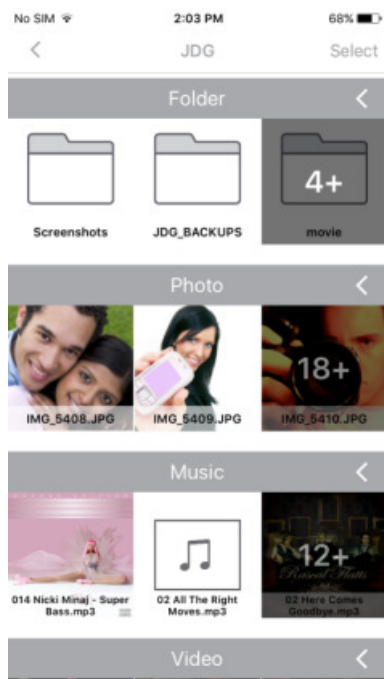 No SIM 2:03 PM 68%
JDG Select
Folder
4+
Screenshots JDG_BACKUPS movie
Photo
18+
IMG_5408.JPG IMG_5409.JPG IMG_5410.JPG
Music
12+
Rascal Flatts
014 Nicki Minaj - Super 02 All The Right 02 Here Comes
Bass.mp3 Moves.mp3 Goodbye.mp3
Video